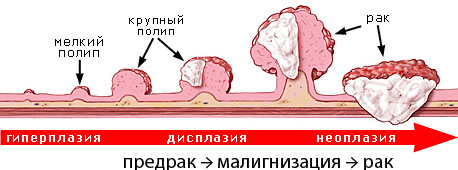 мелкий
полип
крупный
полип
рак
гиперплазия дисплазия неоплазия
предрак → малигнизация → рак